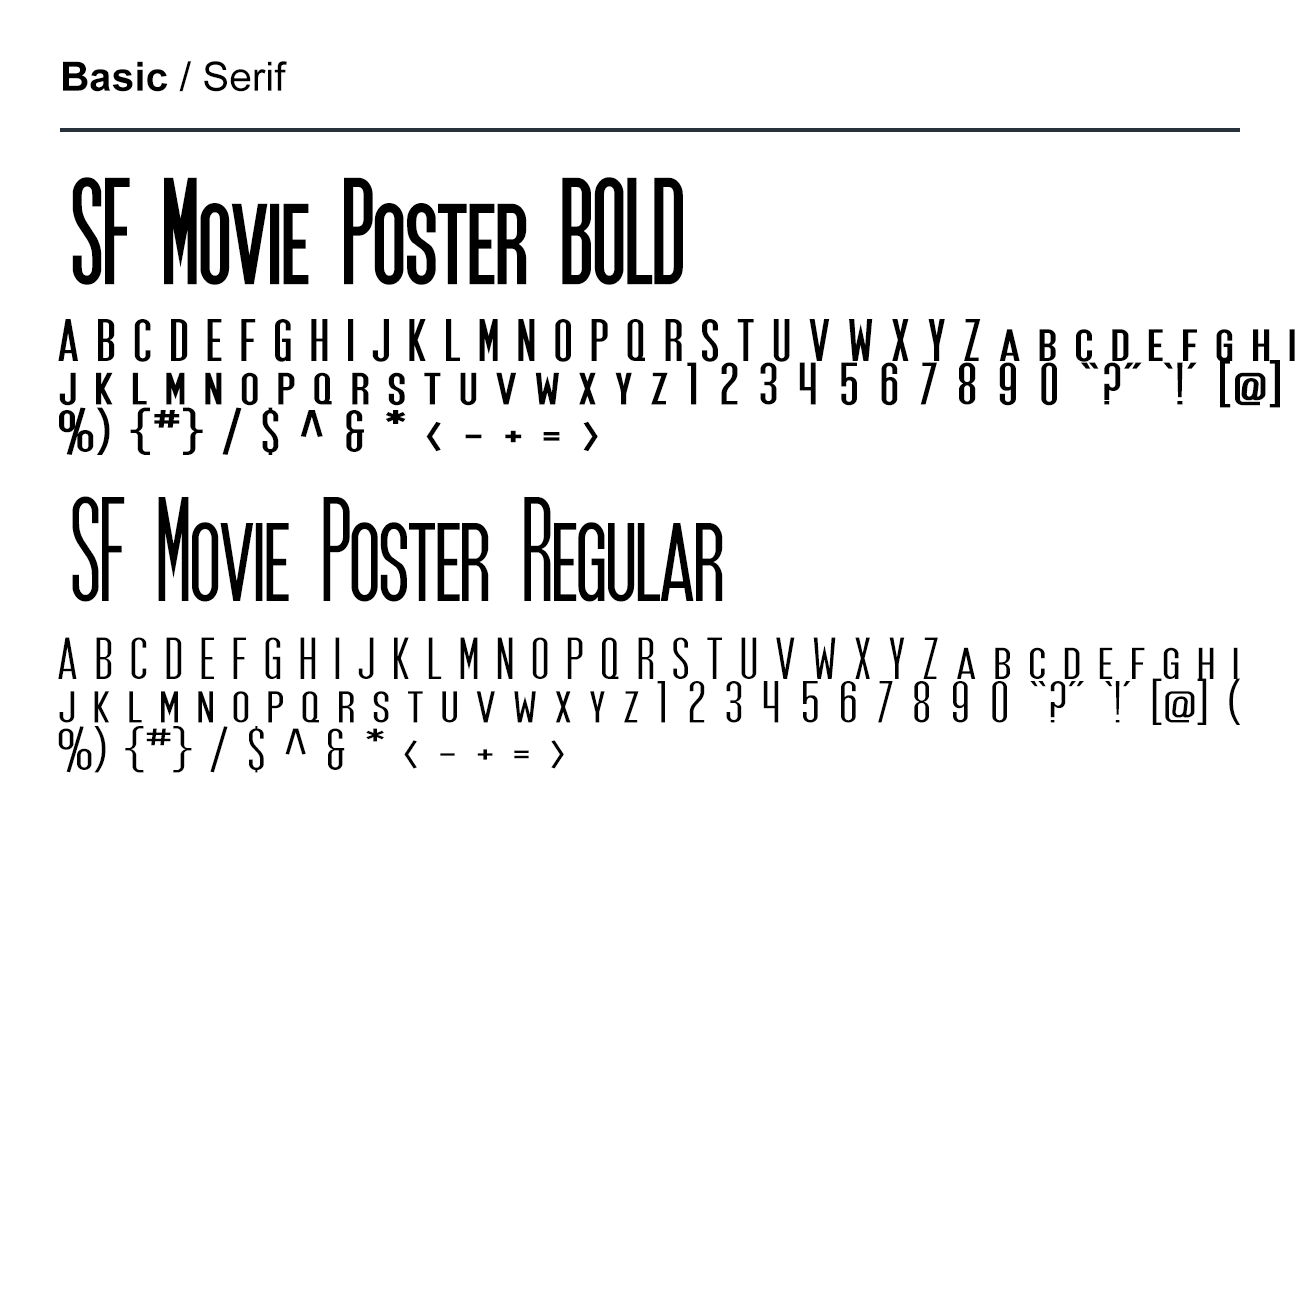 Basic / Serif
SF Movie Poster BOLD
A B C D E F G H I J K L M N O P Q R S T U V W X Y Z a b c d e f g h i
j k l m n o p q r s t u v w x y z 1 2 3 4 5 6 7 8 9 0 “?” ‘!’ [@]
%) {#} / $ ^ & * < - + = >
SF Movie Poster Regular
A B C D E F G H I J K L M N O P Q R S T U V W X Y Z a b c d e f g h i
j k l m n o p q r s t u v w x y z 1 2 3 4 5 6 7 8 9 0 “?” ‘!’ [@] (
%) {#} / $ ^ & * < - + = >